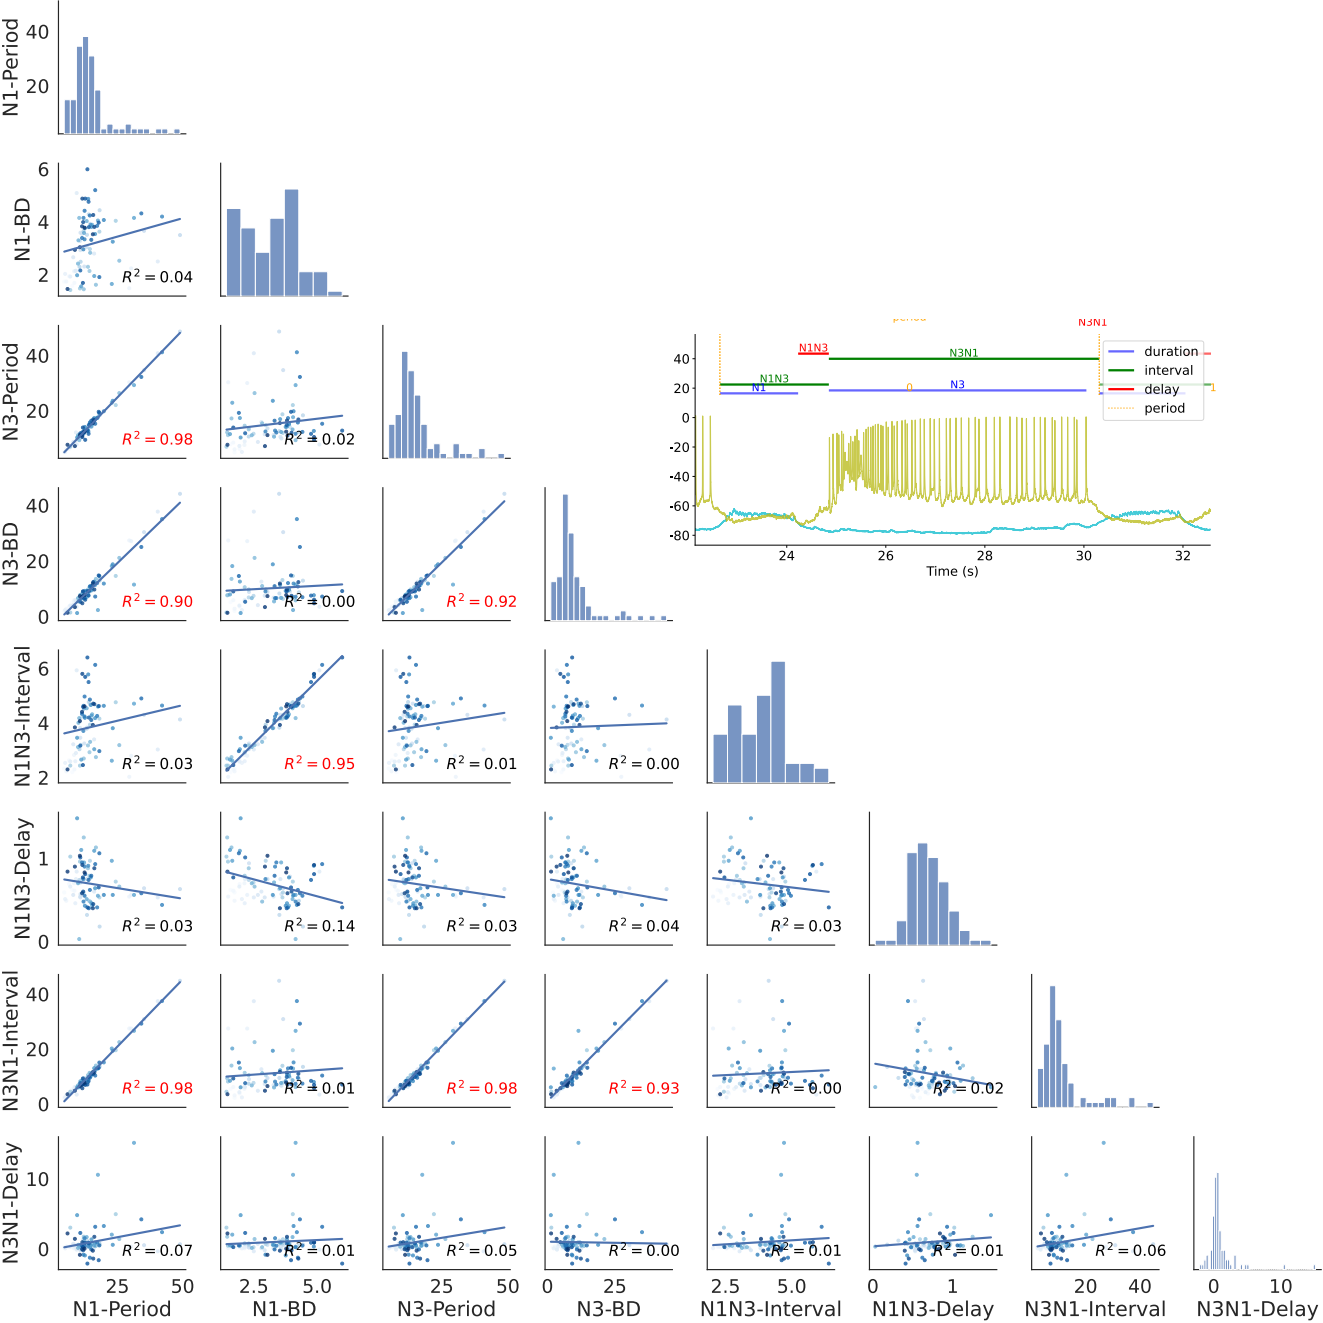 N1-Period
40
20
N1-BD
6
4
2
R² = 0.04
N3-Period
40
20
R² = 0.98
R² = 0.02
period
N3N1
N1N3
N3N1
N1N3
N1
0
N3
1
duration
interval
delay
period
40
20
0
-20
-40
-60
-80
24
26
28
30
32
Time (s)
N3-BD
40
20
0
R² = 0.90
R² = 0.00
R² = 0.92
N1N3-Interval
6
4
2
R² = 0.03
R² = 0.95
R² = 0.01
R² = 0.00
N1N3-Delay
1
0
R² = 0.03
R² = 0.14
R² = 0.03
R² = 0.04
R² = 0.03
N3N1-Interval
40
20
0
R² = 0.98
R² = 0.01
R² = 0.98
R² = 0.93
R² = 0.00
R² = 0.02
N3N1-Delay
10
0
R² = 0.07
R² = 0.01
R² = 0.05
R² = 0.00
R² = 0.01
R² = 0.01
R² = 0.06
25 50
2.5 5.0
25 50
0 25
2.5 5.0
0 1
20 40
0 10
N1-Period
N1-BD
N3-Period
N3-BD
N1N3-Interval
N1N3-Delay
N3N1-Interval
N3N1-Delay